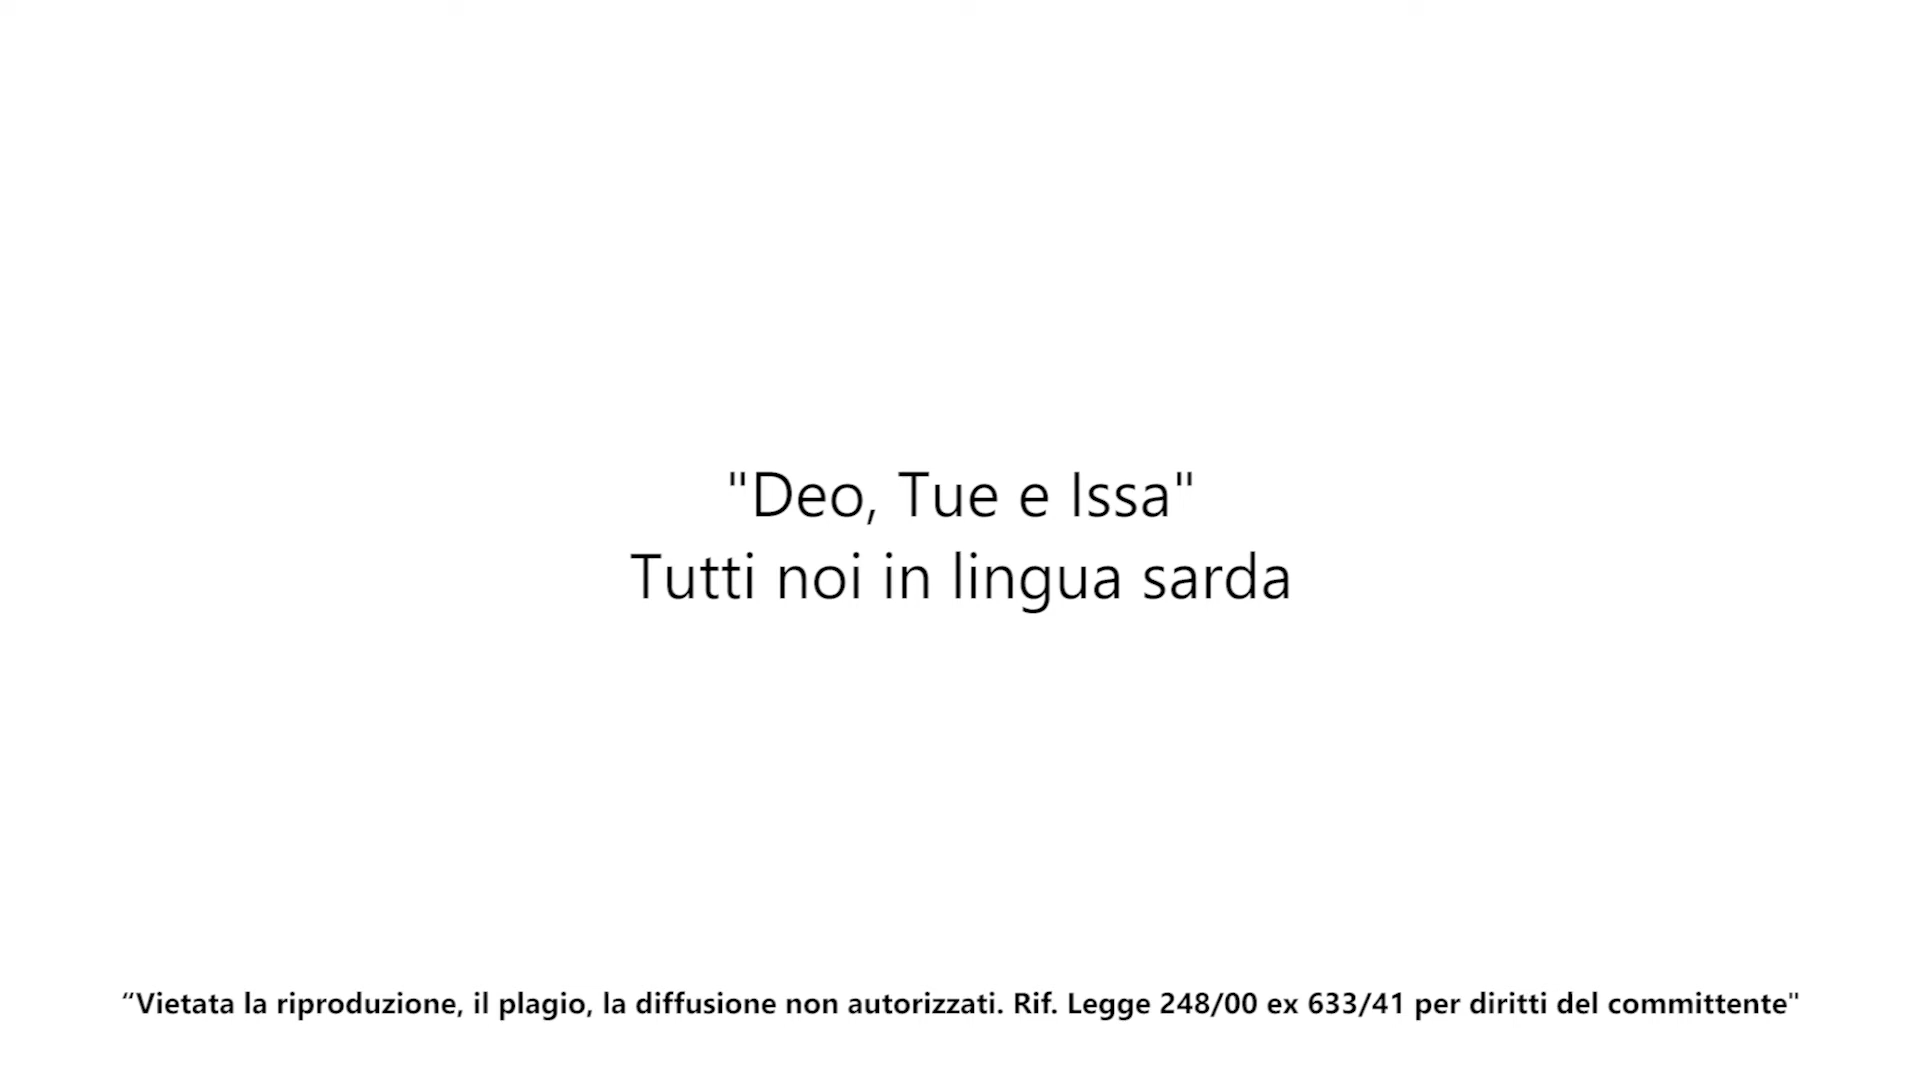 "Deo, Tue e Issa"
Tutti noi in lingua sarda
“Vietata la riproduzione, il plagio, la diffusione non autorizzati. Rif. Legge 248/00 ex 633/41 per diritti del committente"